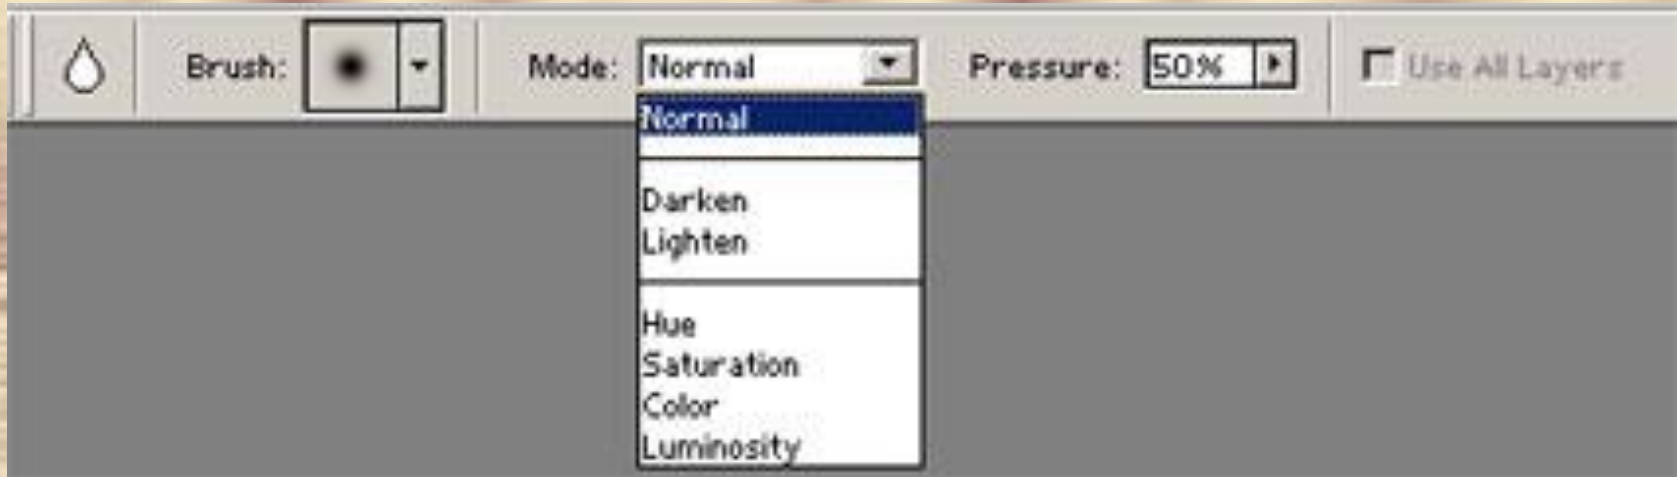 Brush: Mode: Normal Pressure: 50% Use All Layers
Normal
Darken
Lighten
Hue
Saturation
Color
Luminosity